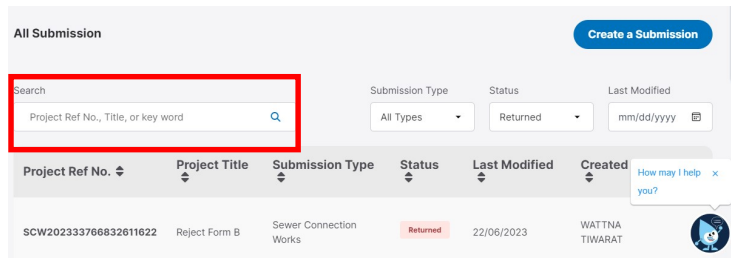 All Submission
Create a Submission
Search
Submission Type
Status
Last Modified
Project Ref No., Title, or key word
All Types
Returned
mm/dd/yyyy
Project Ref No.
Project Title
Submission Type
Status
Last Modified
Created
How may I help
you?
SCW202333766832611622
Reject Form B
Sewer Connection
Works
Returned
22/06/2023
WATTNA
TIWARAT